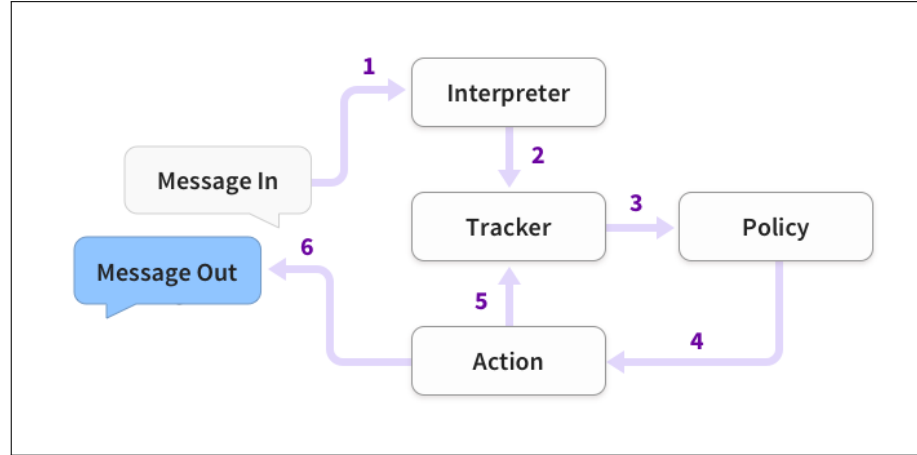 1
Interpreter
2
Message In
Tracker
3
Policy
6
Message Out
5
4
Action